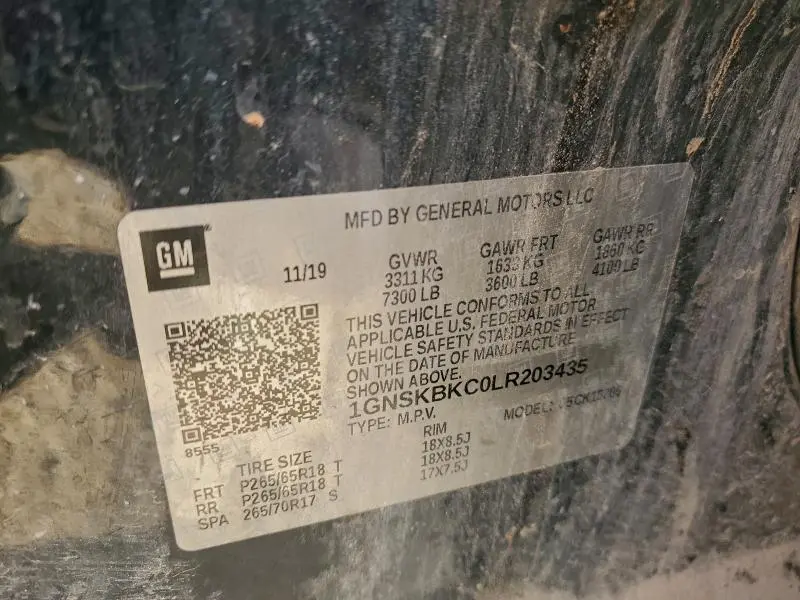 MFD BY GENERAL MOTORS LLC
GM
11/19
GVWR GAWR FRT GAWR RR
3311 KG 1633 KG 1860 KG
7300 LB 3600 LB 4100 LB
THIS VEHICLE CONFORMS TO ALL
APPLICABLE U.S. FEDERAL MOTOR
VEHICLE SAFETY STANDARDS IN EFFECT
ON THE DATE OF MANUFACTURE
SHOWN ABOVE.
1GNSKBKC0LR203435
TYPE: M.P.V. MODEL:
8555
TIRE SIZE RIM
FRT P265/65R18 T 18X8.5J
RR P265/65R18 T 18X8.5J
SPA 265/70R17 S 17X7.5J